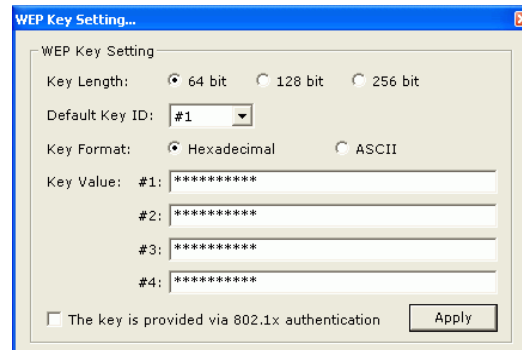 WEP Key Setting...
WEP Key Setting
Key Length: 64 bit 128 bit 256 bit
Default Key ID: #1
Key Format: Hexadecimal ASCII
Key Value: #1: **********
#2: **********
#3: **********
#4: **********
The key is provided via 802.1x authentication Apply